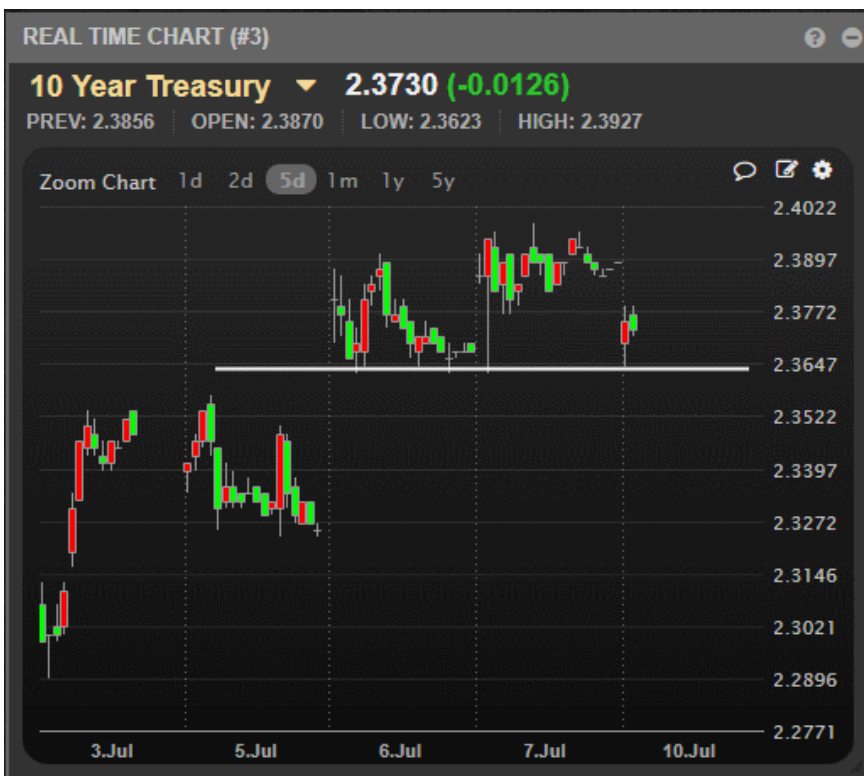 REAL TIME CHART (#3)
10 Year Treasury 2.3730 (-0.0126)
PREV: 2.3856 OPEN: 2.3870 LOW: 2.3623 HIGH: 2.3927
Zoom Chart 1d 2d 5d 1m 1y 5y
2.4022
2.3897
2.3772
2.3647
2.3522
2.3397
2.3272
2.3146
2.3021
2.2896
2.2771
3.Jul 5.Jul 6.Jul 7.Jul 10.Jul